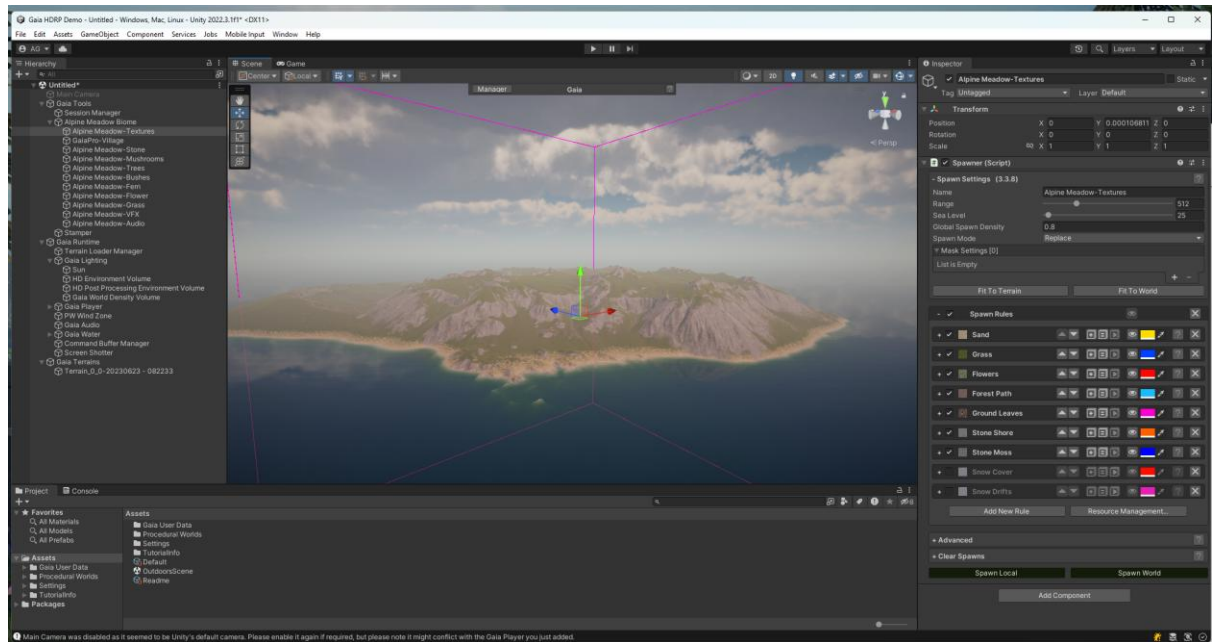 Gaia HDRP Demo - Untitled - Windows, Mac, Linux - Unity 2022.3.1f1* <DX11>
File Edit Assets GameObject Component Services Jobs Mobile Input Window Help
AG
Layers Layout
Hierarchy
All
Untitled*
Main Camera
Gaia Tools
Session Manager
Alpine Meadow Biome
Alpine Meadow-Textures
GaiaPro-Village
Alpine Meadow-Stone
Alpine Meadow-Mushrooms
Alpine Meadow-Trees
Alpine Meadow-Bushes
Alpine Meadow-Fern
Alpine Meadow-Flower
Alpine Meadow-Grass
Alpine Meadow-VFX
Alpine Meadow-Audio
Stamper
Gaia Runtime
Terrain Loader Manager
Gaia Lighting
Sun
HD Environment Volume
HD Post Processing Environment Volume
Gaia World Density Volume
Gaia Player
PW Wind Zone
Gaia Audio
Gaia Water
Command Buffer Manager
Screen Shotter
Gaia Terrains
Terrain_0_0-20230623 - 082233
Scene Game
Center Local 2D
Manager Gaia
y
< Persp
Project Console
Favorites
All Materials
All Models
All Prefabs
Assets
Gaia User Data
Procedural Worlds
Settings
TutorialInfo
Packages
Assets
Gaia User Data
Procedural Worlds
Settings
TutorialInfo
Default
OutdoorsScene
Readme
Inspector
Alpine Meadow-Textures Static
Tag Untagged Layer Default
Transform
Position X 0 Y 0.000106811 Z 0
Rotation X 0 Y 0 Z 0
Scale X 1 Y 1 Z 1
Spawner (Script)
- Spawn Settings (3.3.8)
Name Alpine Meadow-Textures
Range 512
Sea Level 25
Global Spawn Density 0.8
Spawn Mode Replace
Mask Settings [0]
List is Empty
+ -
Fit To Terrain Fit To World
- Spawn Rules X
+ Sand X
+ Grass X
+ Flowers X
+ Forest Path X
+ Ground Leaves X
+ Stone Shore X
+ Stone Moss X
+ Snow Cover X
+ Snow Drifts X
Add New Rule Resource Management...
+ Advanced
+ Clear Spawns
Spawn Local Spawn World
Add Component
Main Camera was disabled as it seemed to be Unity's default camera. Please enable it again if required, but please note it might conflict with the Gaia Player you just added.